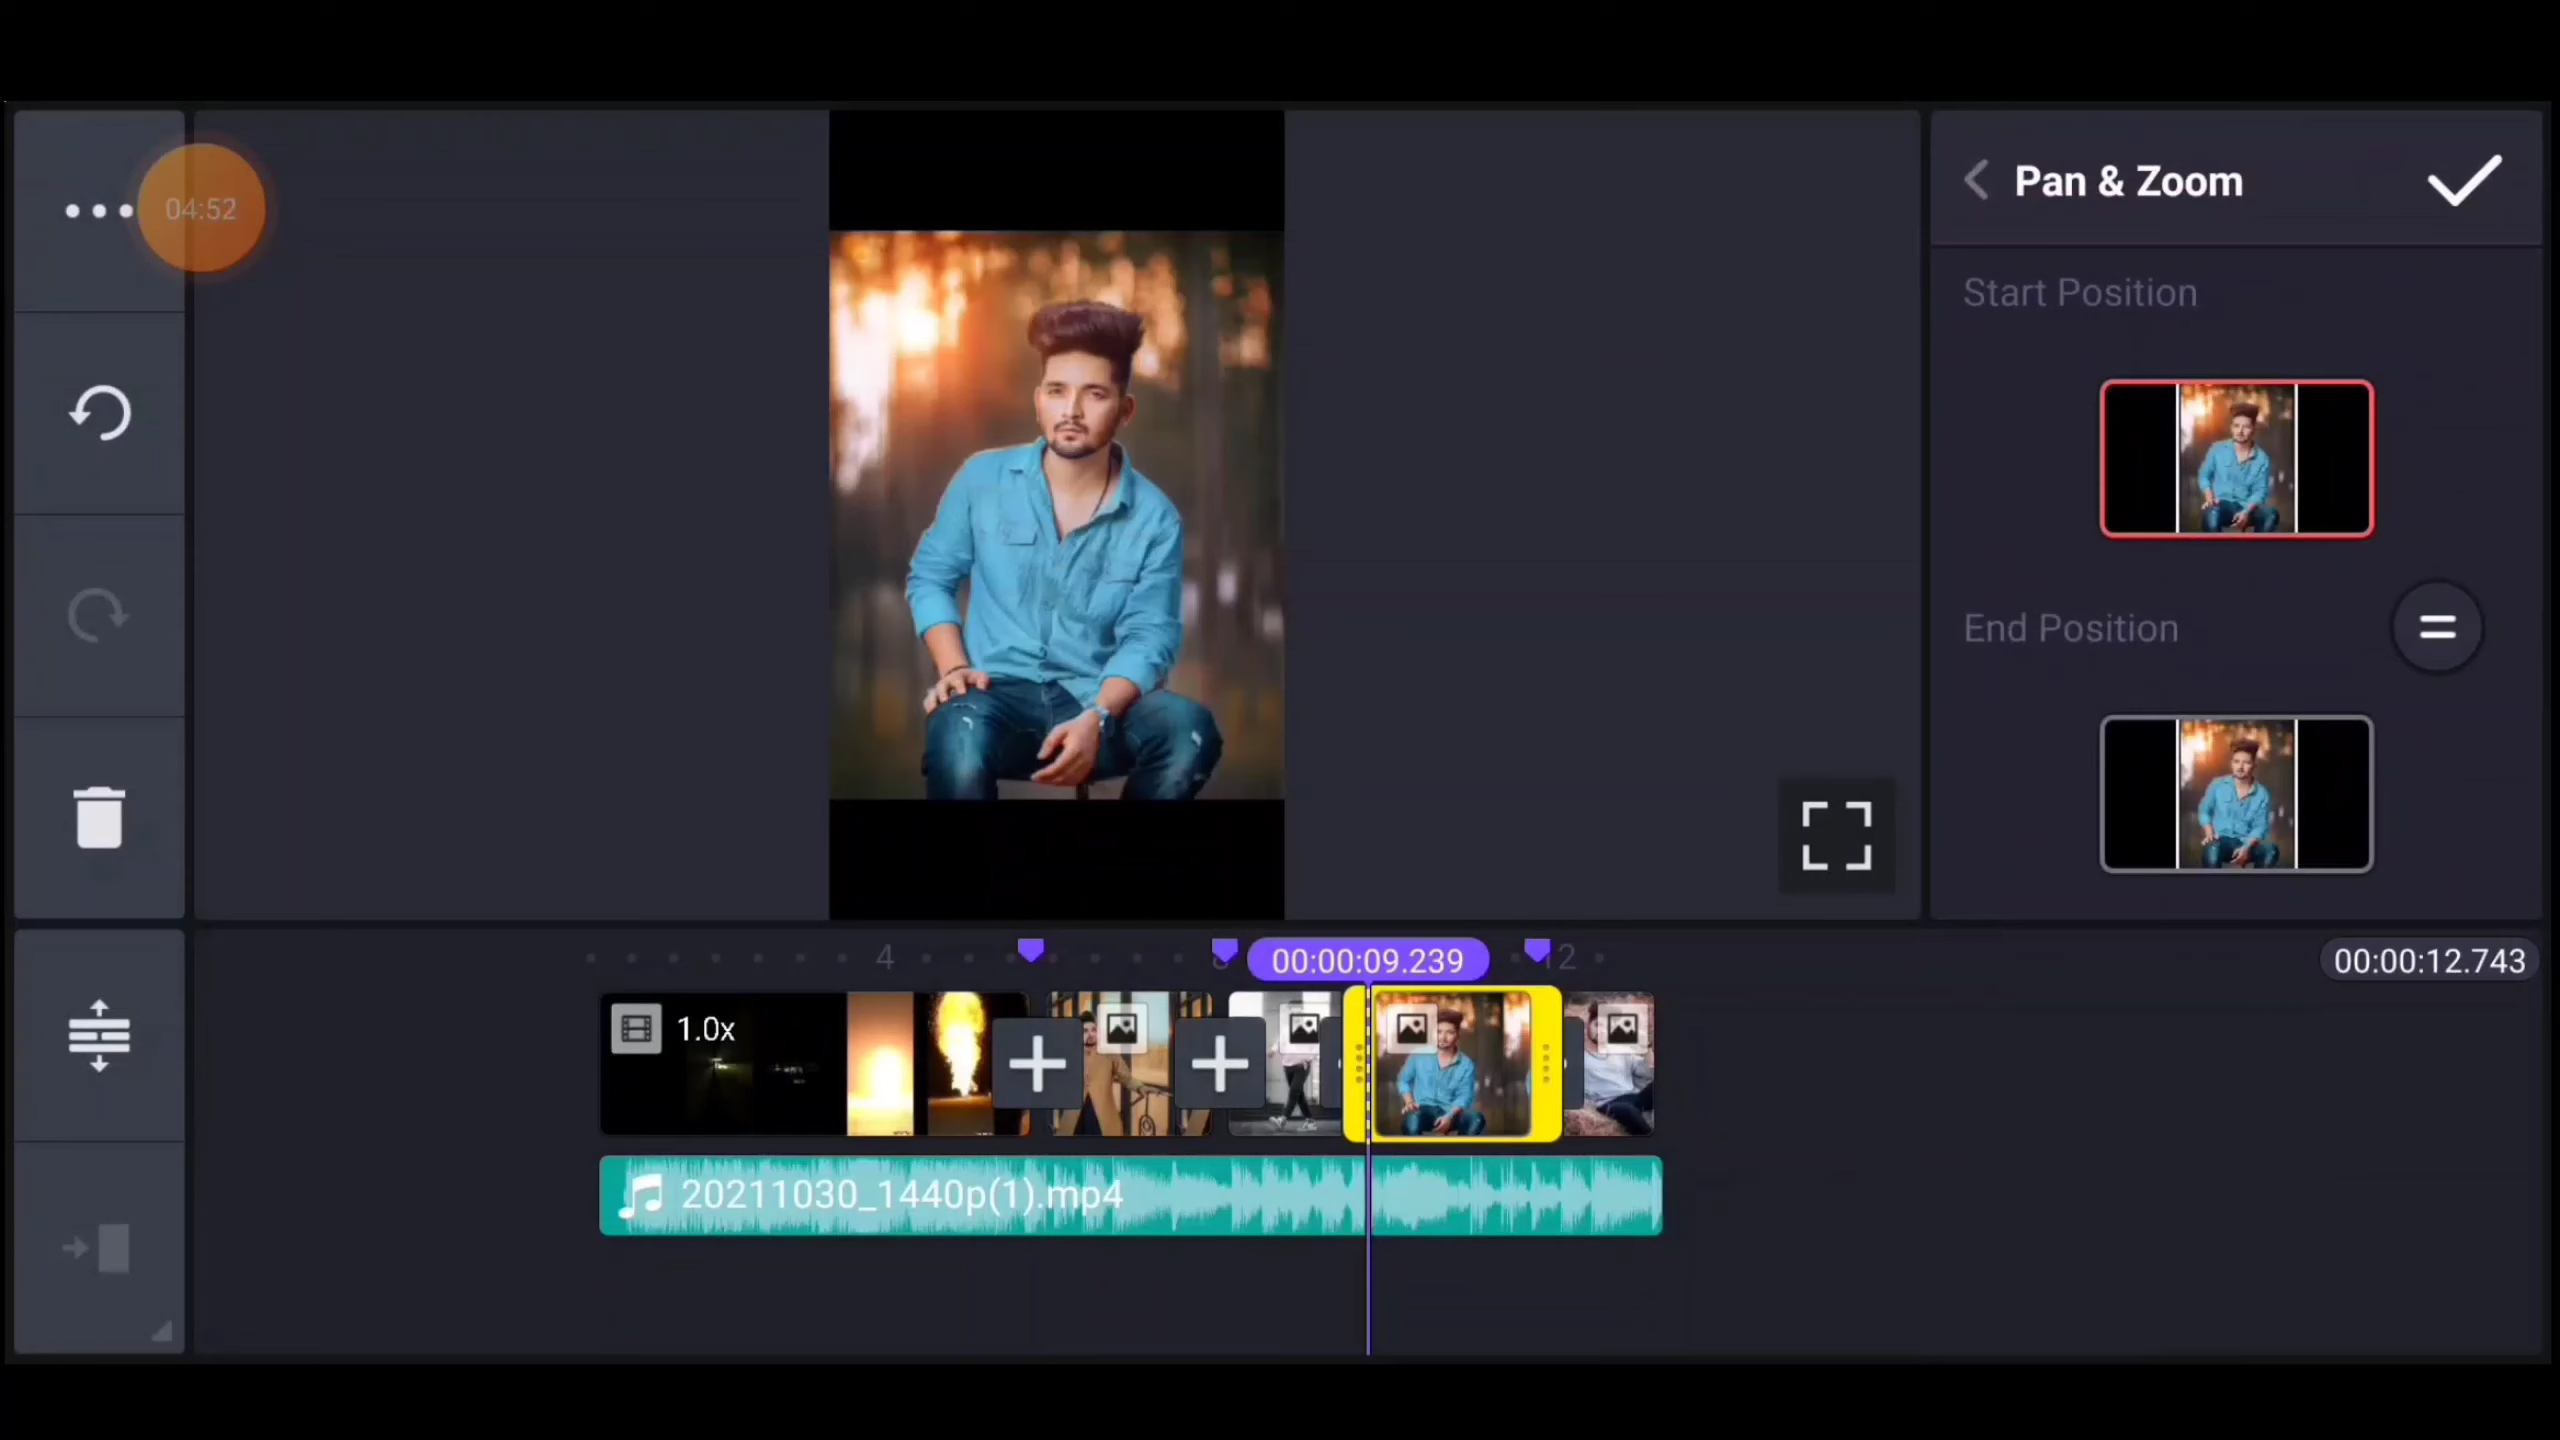 04:52
Pan & Zoom
Start Position
End Position
=
4
8
00:00:09.239
12
00:00:12.743
1.0x
20211030_1440p(1).mp4